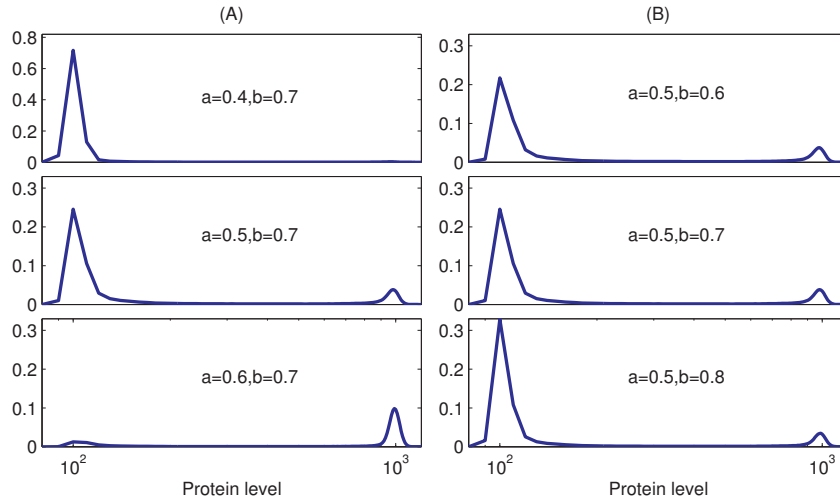 (A)
(B)
0.8
0.6
0.4
0.2
0
a=0.4,b=0.7
0.3
0.2
0.1
0
a=0.5,b=0.6
0.3
0.2
0.1
0
a=0.5,b=0.7
0.3
0.2
0.1
0
a=0.5,b=0.7
0.3
0.2
0.1
0
a=0.6,b=0.7
10²
10³
Protein level
0.3
0.2
0.1
0
a=0.5,b=0.8
10²
10³
Protein level